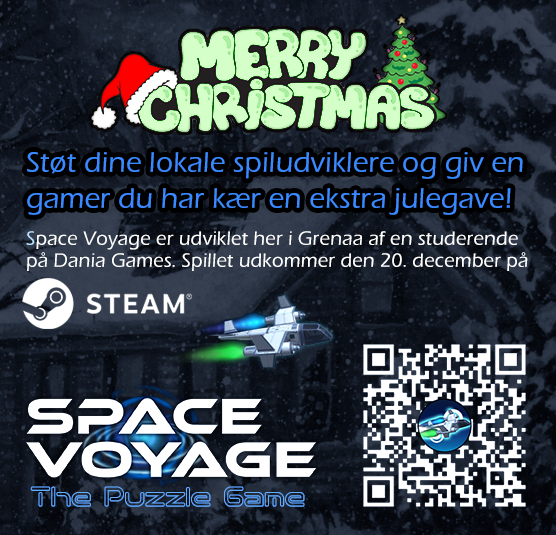 MERRY
CHRISTMAS
Støt dine lokale spiludviklere og giv en
gamer du har kær en ekstra julegave!
Space Voyage er udviklet her i Grenaa af en studerende
på Dania Games. Spillet udkommer den 20. december på
STEAM®
SPACE
VOYAGE
The Puzzle Game